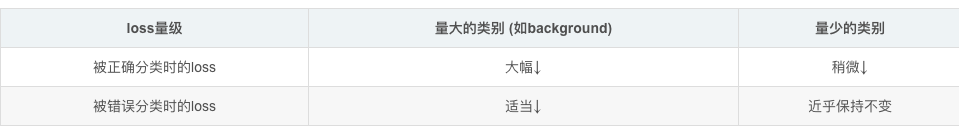 loss量级 量大的类别 (如background) 量少的类别
被正确分类时的loss 大幅↓ 稍微↓
被错误分类时的loss 适当↓ 近乎保持不变